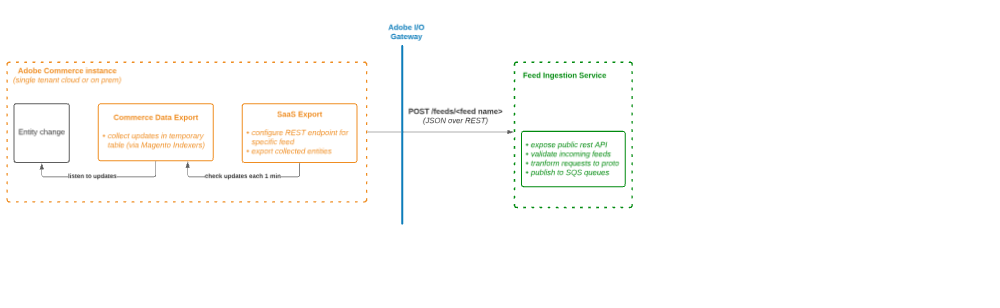 Adobe I/O
Gateway
Adobe Commerce instance
(single tenant cloud or on prem)
Entity change
Commerce Data Export
• collect updates in temporary
table (via Magento Indexers)
SaaS Export
• configure REST endpoint for
specific feed
• export collected entities
listen to updates
check updates each 1 min
POST /feeds/<feed name>
(JSON over REST)
Feed Ingestion Service
• expose public rest API
• validate incoming feeds
• tranform requests to proto
• publish to SQS queues